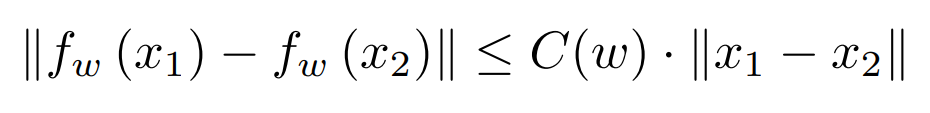 ‖f_w (x_1) − f_w (x_2)‖ ≤ C(w) · ‖x_1 − x_2‖